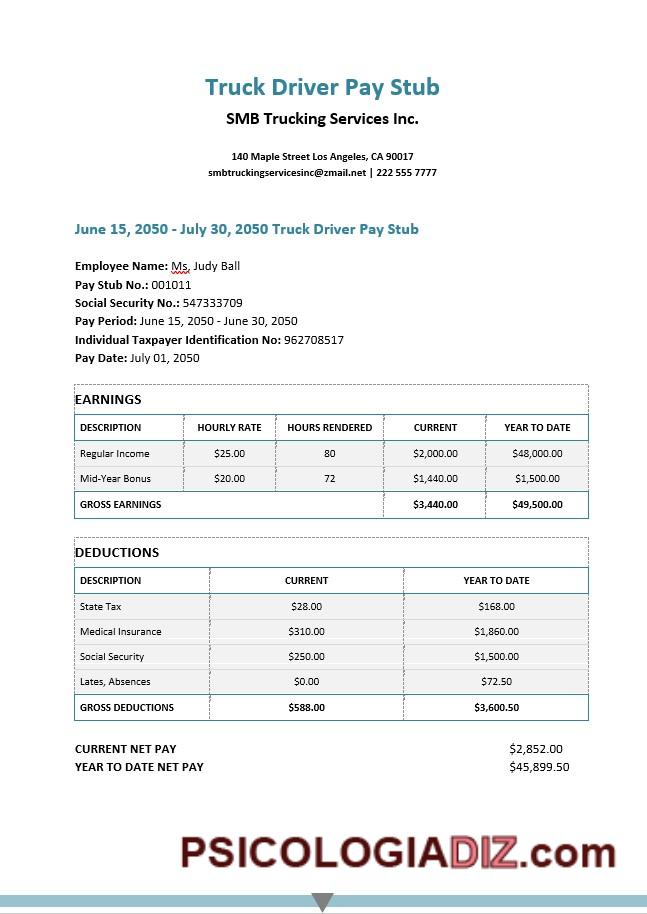 Truck Driver Pay Stub
SMB Trucking Services Inc.
140 Maple Street Los Angeles, CA 90017
smbtruckingservicesinc@zmail.net | 222 555 7777
June 15, 2050 - July 30, 2050 Truck Driver Pay Stub
Employee Name: Ms, Judy Ball
Pay Stub No.: 001011
Social Security No.: 547333709
Pay Period: June 15, 2050 - June 30, 2050
Individual Taxpayer Identification No: 962708517
Pay Date: July 01, 2050
EARNINGS
DESCRIPTION HOURLY RATE HOURS RENDERED CURRENT YEAR TO DATE
Regular Income $25.00 80 $2,000.00 $48,000.00
Mid-Year Bonus $20.00 72 $1,440.00 $1,500.00
GROSS EARNINGS $3,440.00 $49,500.00
DEDUCTIONS
DESCRIPTION CURRENT YEAR TO DATE
State Tax $28.00 $168.00
Medical Insurance $310.00 $1,860.00
Social Security $250.00 $1,500.00
Lates, Absences $0.00 $72.50
GROSS DEDUCTIONS $588.00 $3,600.50
CURRENT NET PAY $2,852.00
YEAR TO DATE NET PAY $45,899.50
PSICOLOGIADIZ.com